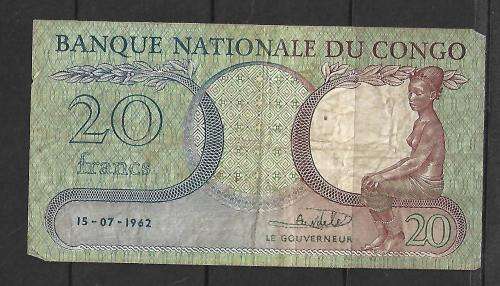 BANQUE NATIONALE DU CONGO
20
francs
15-07-1962
LE GOUVERNEUR
20